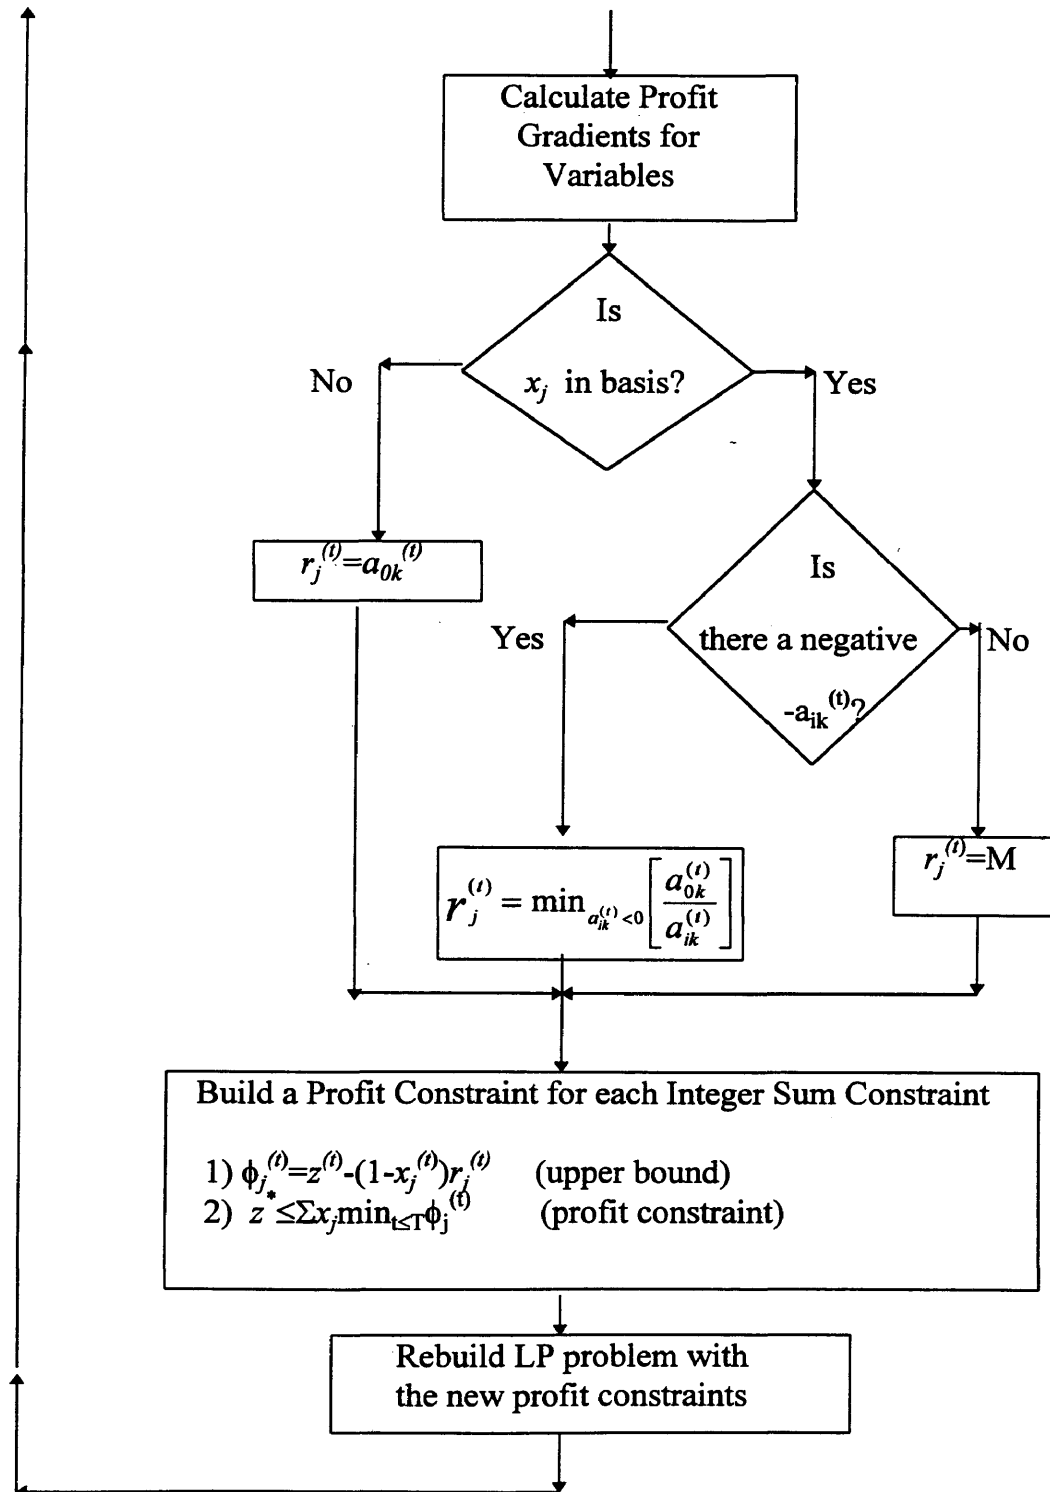 Calculate Profit
Gradients for
Variables
Is
x_j in basis?
No
Yes
r_j^(t)=a_0k^(t)
Is
there a negative
-a_ik^(t)?
Yes
No
r_j^(t)=M
r_j^(t) = min_{a_ik^(t)<0} [a_0k^(t) / a_ik^(t)]
Build a Profit Constraint for each Integer Sum Constraint
1) ϕ_j^(t)=z^(t)-(1-x_j^(t))r_j^(t) (upper bound)
2) z^*≤Σx_jmin_{t≤T}ϕ_j^(t) (profit constraint)
Rebuild LP problem with
the new profit constraints